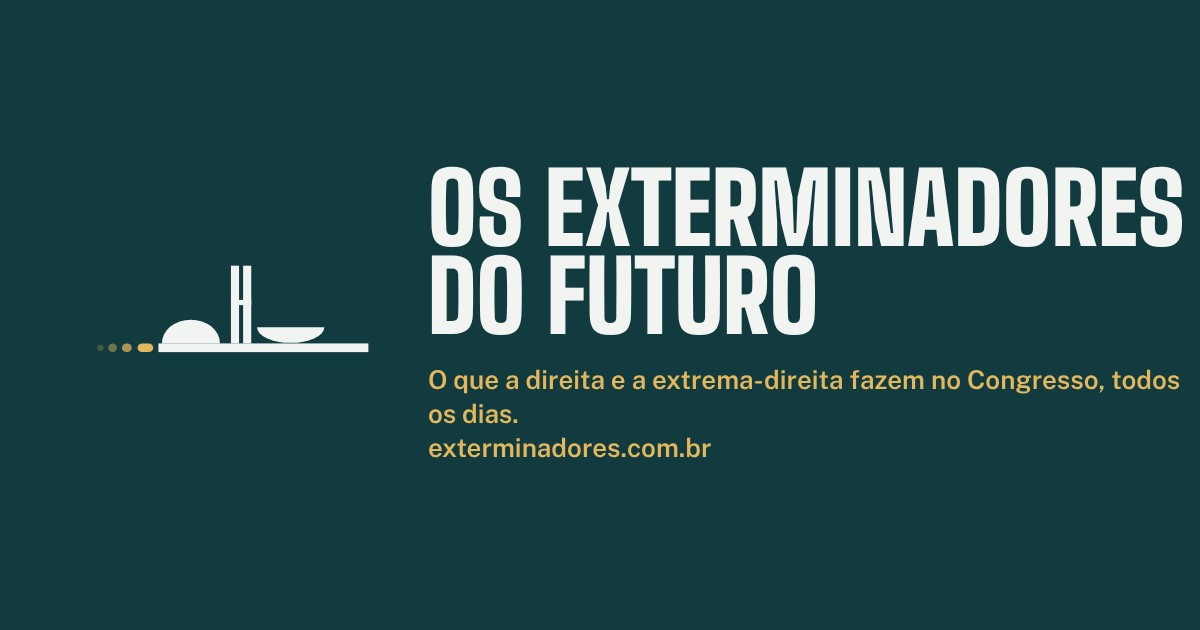 OS EXTERMINADORES
DO FUTURO
O que a direita e a extrema-direita fazem no Congresso, todos
os dias.
exterminadores.com.br